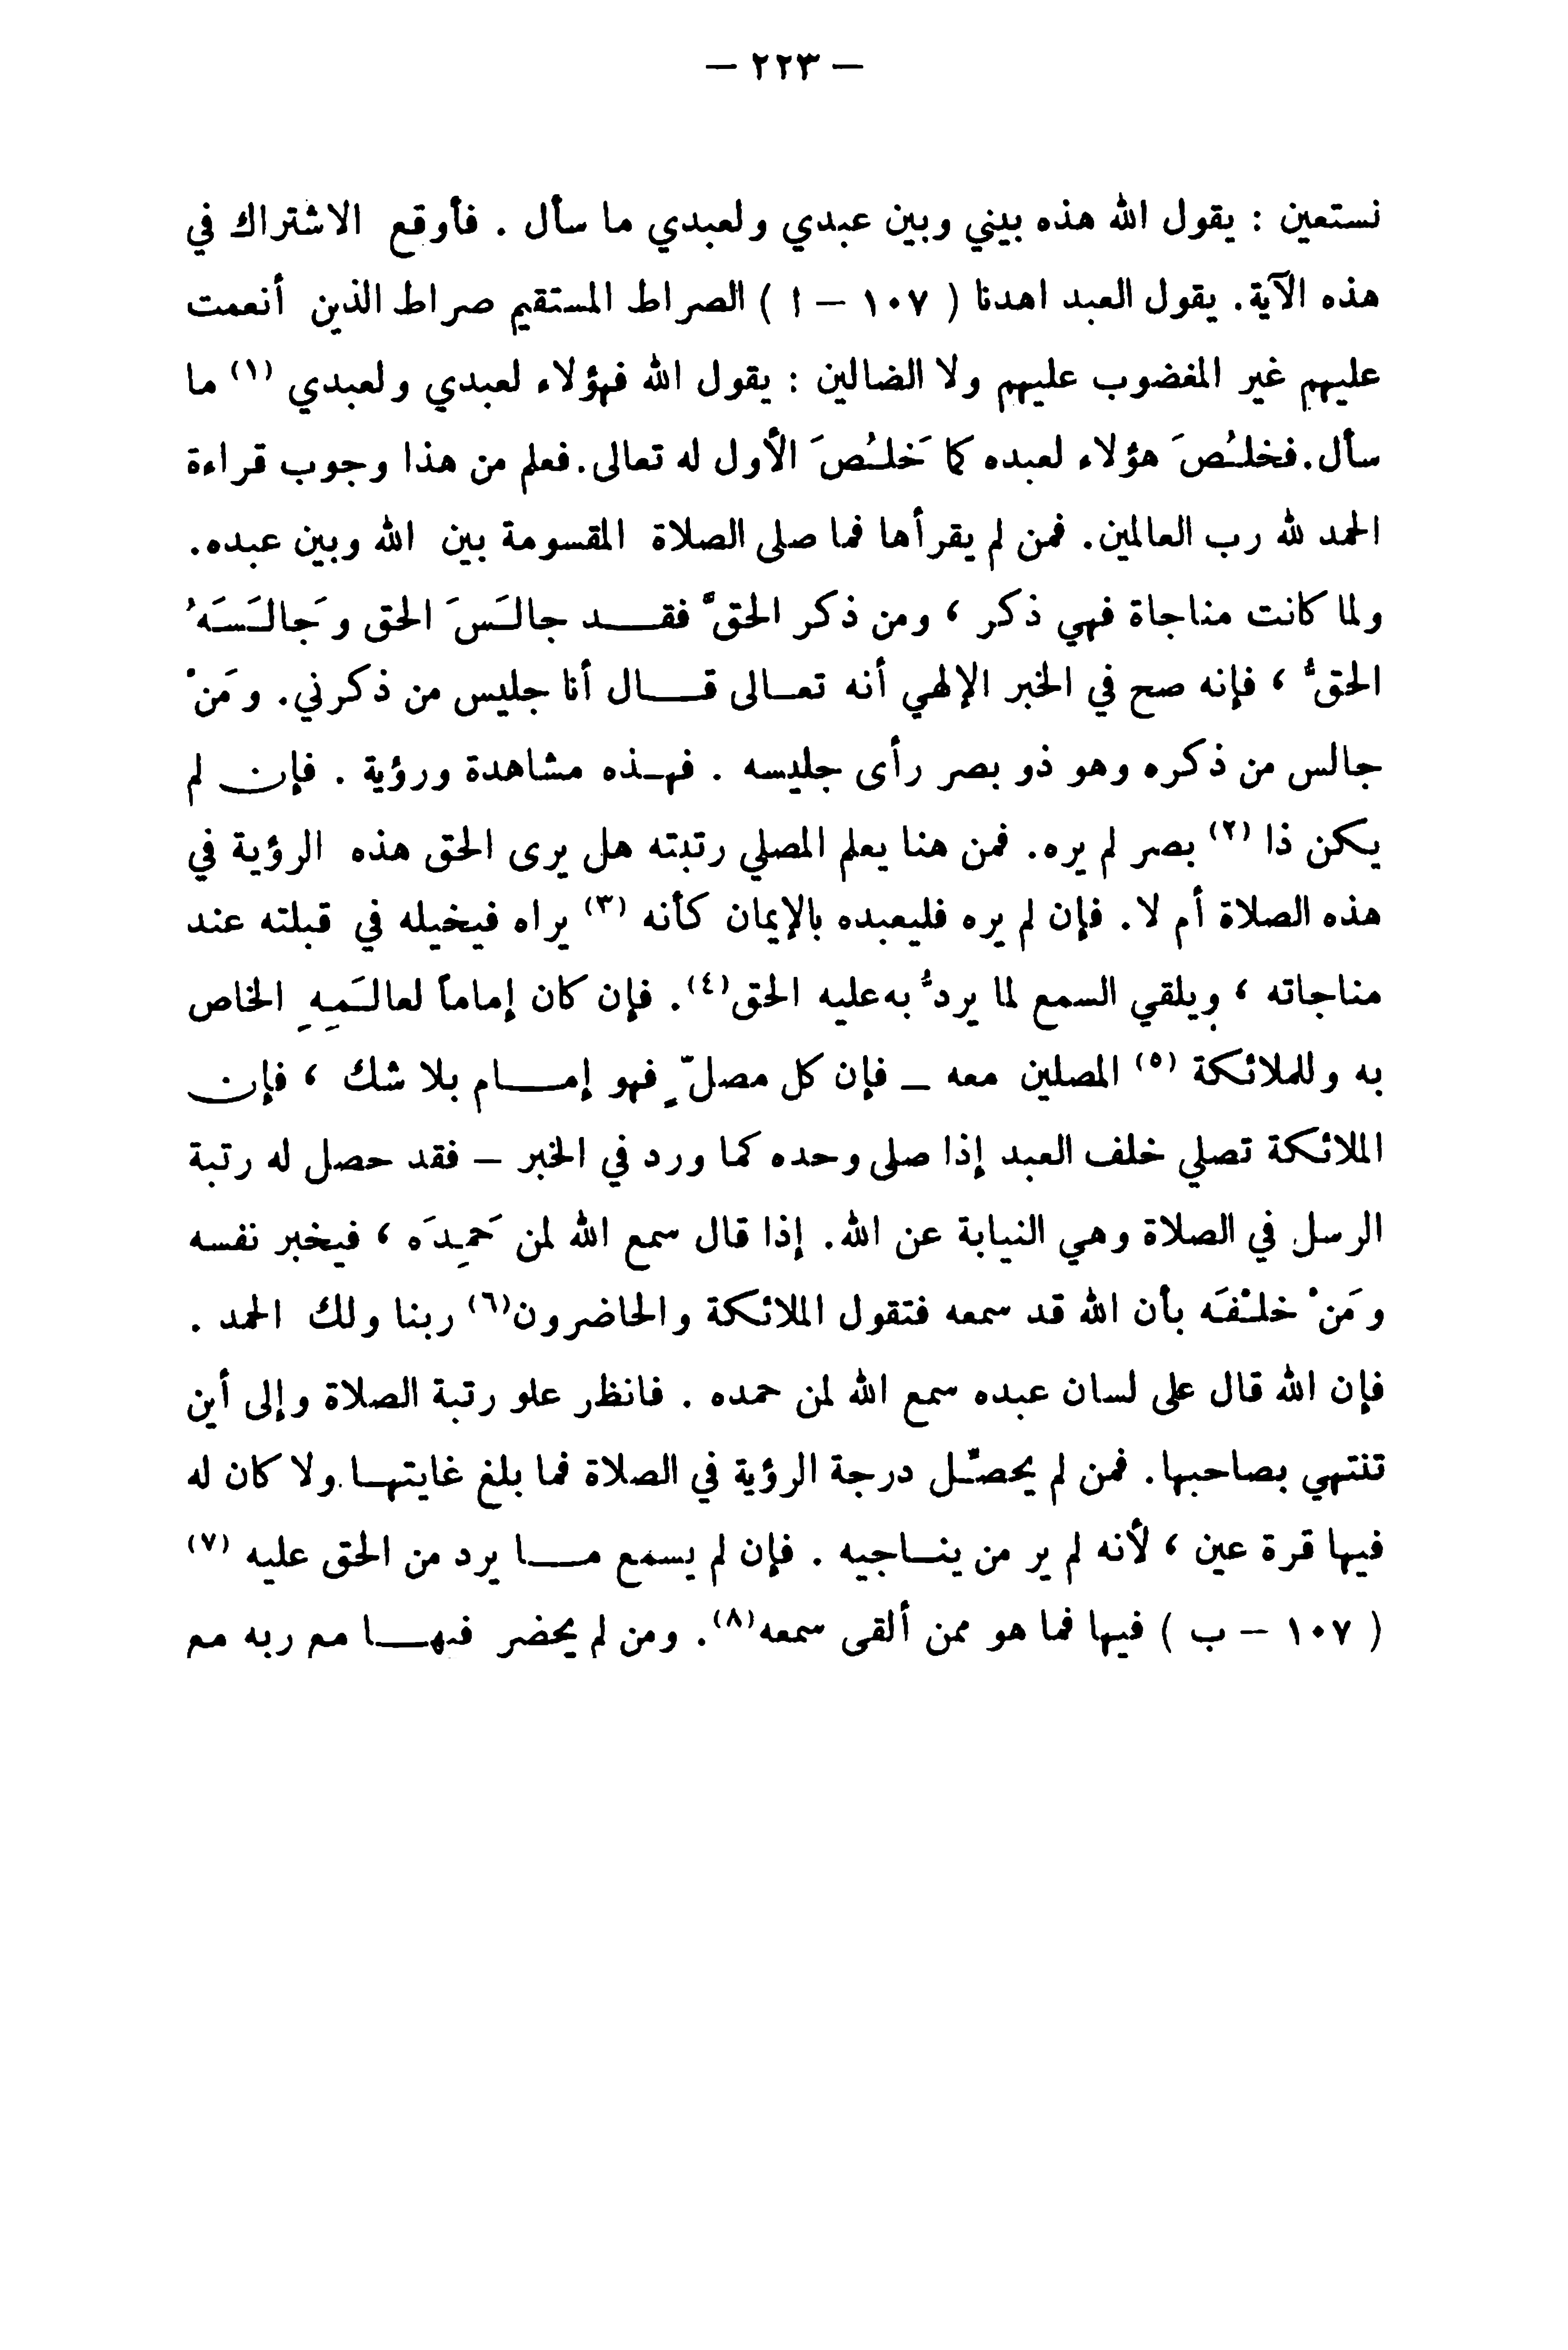 — ٢٢٣ —
نستعين : يقول الله هذه بيني وبين عبدي ولعبدي ما سأل . فأوقع الاشتراك في
هذه الآية. يقول العبد اهدنا ( ١٠٧ – ا ) الصراط المستقيم صراط الذين أنعمت
عليهم غير المغضوب عليهم ولا الضالين : يقول الله فهؤلاء لعبدي ولعبدي (١) ما
سأل. فخلُصَ هؤلاء لعبده كما خَلُصَ الأول له تعالى. فعلم من هذا وجوب قراءة
الحمد لله رب العالمين. فمن لم يقرأها فما صلى الصلاة المقسومة بين الله وبين عبده.
ولما كانت مناجاة فهي ذكر ، ومن ذكر الحقَّ فقــد جالَسَ الحق وجَالَسَهُ
الحقُّ ، فإنه صح في الخبر الإلهي أنه تعــالى قــال أنا جليس من ذكرني. ومَنْ
جالس من ذكره وهو ذو بصر رأى جليسه . فهـذه مشاهدة ورؤية . فإن لم
يكن ذا (٢) بصر لم يره. فمن هنا يعلم المصلي رتبته هل يرى الحق هذه الرؤية في
هذه الصلاة أم لا. فإن لم يره فليعبده بالإيمان كأنه (٣) يراه فيخيله في قبلته عند
مناجاته ، ويلقي السمع لما يردُّ به عليه الحق(٤). فإن كان إماماً لعالَمِهِ الخاص
به وللملائكة (٥) المصلين معه – فإن كل مصلٍّ فهو إمــام بلا شك ، فإن
الملائكة تصلي خلف العبد إذا صلى وحده كما ورد في الخبر – فقد حصل له رتبة
الرسل في الصلاة وهي النيابة عن الله. إذا قال سمع الله لمن حَمِدَه ، فيخبر نفسه
ومَنْ خلْفَه بأن الله قد سمعه فتقول الملائكة والحاضرون(٦) ربنا ولك الحمد .
فإن الله قال على لسان عبده سمع الله لمن حمده . فانظر علو رتبة الصلاة وإلى أين
تنتهي بصاحبها. فمن لم يحصّل درجة الرؤية في الصلاة فما بلغ غايتهــا ولا كان له
فيها قرة عين ، لأنه لم ير من ينــاجيه . فإن لم يسمع مــا يرد من الحق عليه (٧)
( ١٠٧ – ب ) فيها فما هو ممن ألقى سمعه(٨). ومن لم يحضر فيهــا مع ربه مع